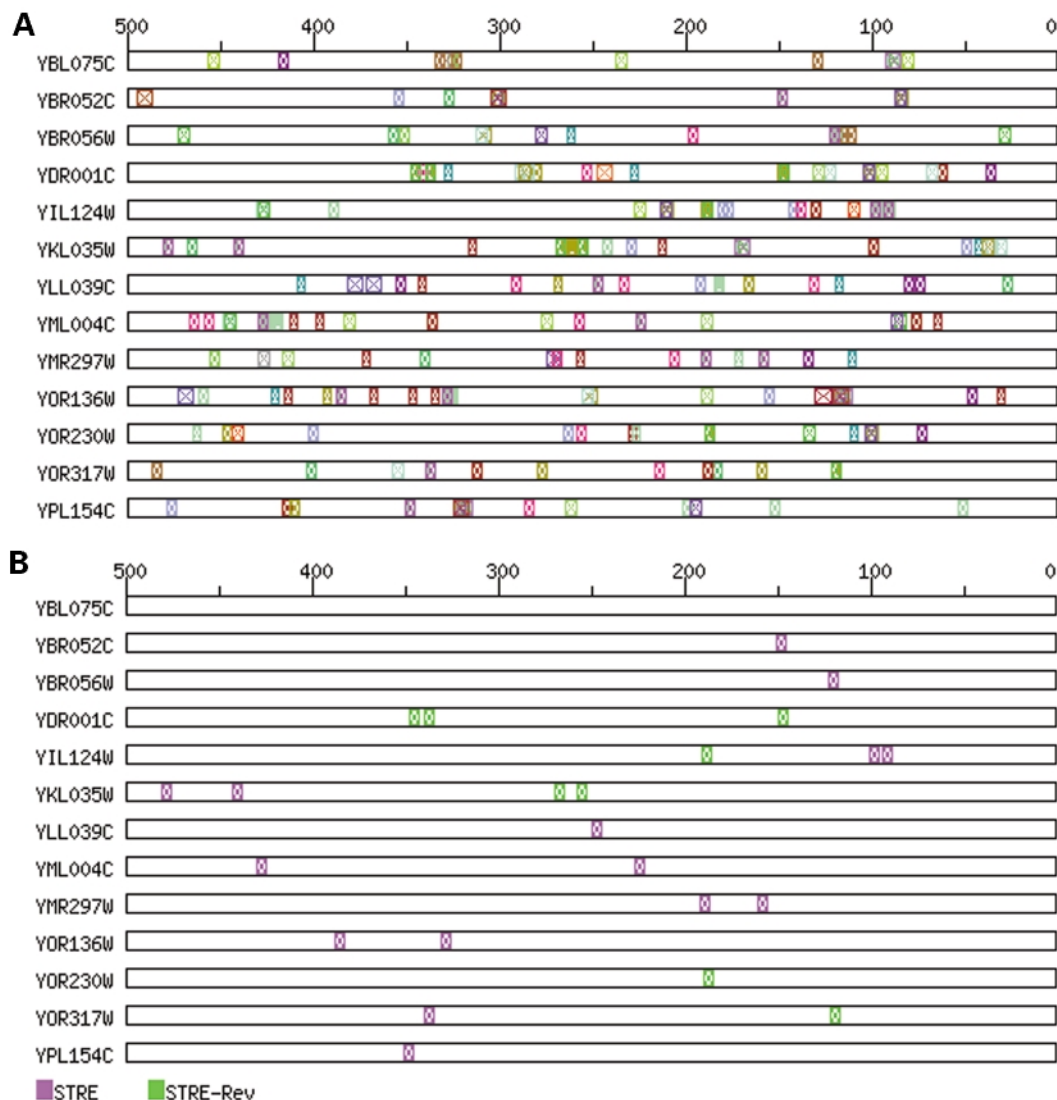 A
500 400 300 200 100 0
YBL075C
YBR052C
YBR056W
YDR001C
YIL124W
YKL035W
YLL039C
YML004C
YMR297W
YOR136W
YOR230W
YOR317W
YPL154C
B
500 400 300 200 100 0
YBL075C
YBR052C
YBR056W
YDR001C
YIL124W
YKL035W
YLL039C
YML004C
YMR297W
YOR136W
YOR230W
YOR317W
YPL154C
STRE STRE-Rev